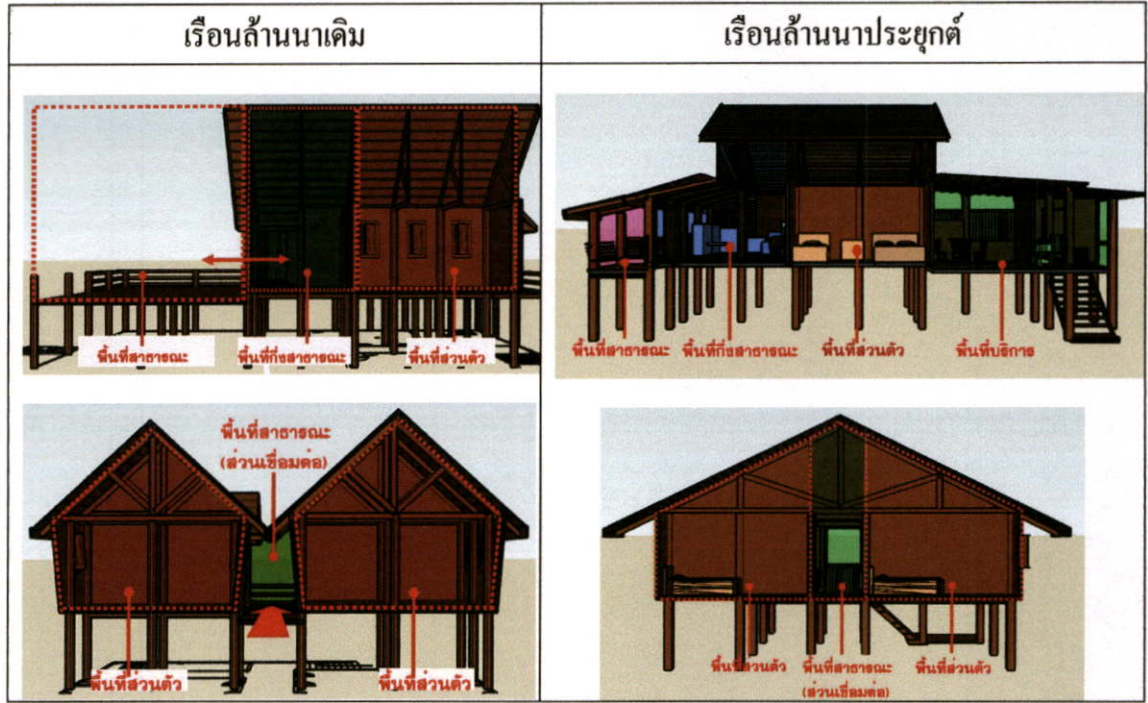 เรือนล้านนาเดิม
เรือนล้านนาประยุกต์
พื้นที่สาธารณะ
พื้นที่กึ่งสาธารณะ
พื้นที่ส่วนตัว
พื้นที่สาธารณะ
พื้นที่กึ่งสาธารณะ
พื้นที่ส่วนตัว
พื้นที่บริการ
พื้นที่สาธารณะ
(ส่วนเชื่อมต่อ)
พื้นที่ส่วนตัว
พื้นที่ส่วนตัว
พื้นที่ส่วนตัว
พื้นที่สาธารณะ
(ส่วนเชื่อมต่อ)
พื้นที่ส่วนตัว